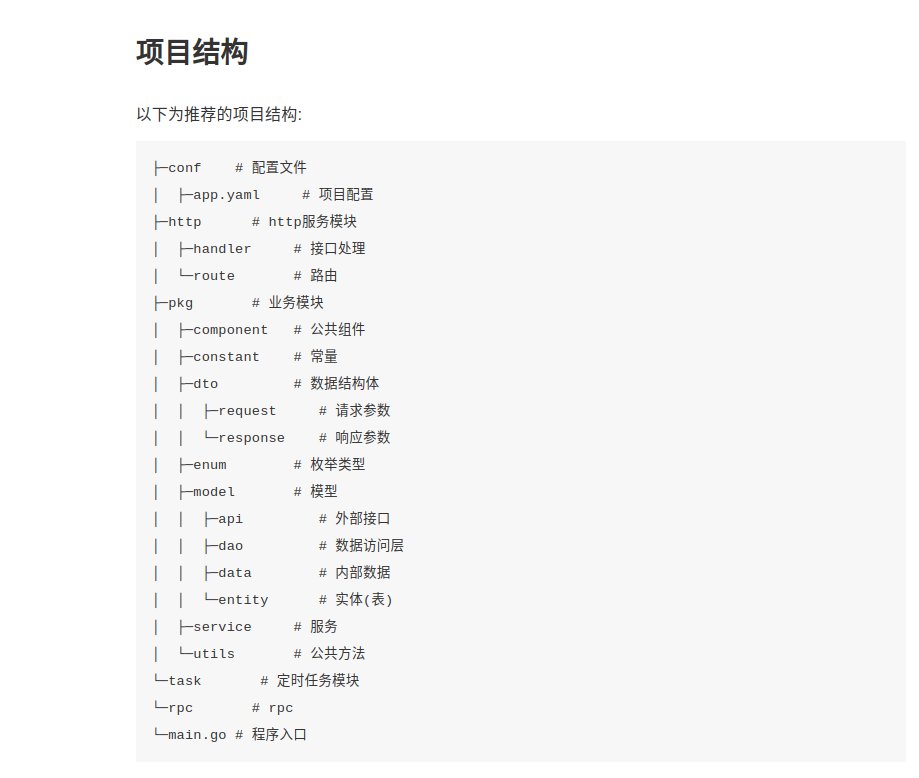 项目结构
以下为推荐的项目结构:
├─conf    # 配置文件
│  ├─app.yaml     # 项目配置
├─http      # http服务模块
│  ├─handler     # 接口处理
│  └─route       # 路由
├─pkg       # 业务模块
│  ├─component   # 公共组件
│  ├─constant    # 常量
│  ├─dto         # 数据结构体
│  │  ├─request     # 请求参数
│  │  └─response    # 响应参数
│  ├─enum        # 枚举类型
│  ├─model       # 模型
│  │  ├─api         # 外部接口
│  │  ├─dao         # 数据访问层
│  │  ├─data        # 内部数据
│  │  └─entity      # 实体(表)
│  ├─service     # 服务
│  └─utils       # 公共方法
└─task       # 定时任务模块
└─rpc       # rpc
└─main.go # 程序入口